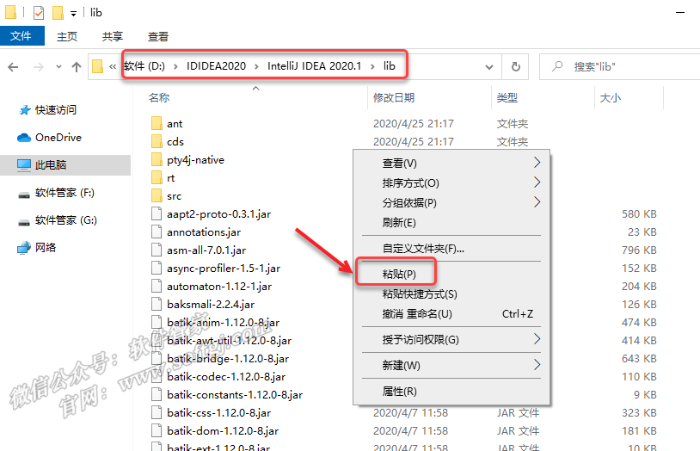 lib
文件 主页 共享 查看
« 软件 (D:) > IDIDEA2020 > IntelliJ IDEA 2020.1 > lib 搜索"lib"
名称 修改日期 类型 大小
快速访问
OneDrive
此电脑
软件管家 (F:)
软件管家 (G:)
网络
ant 2020/4/25 21:17 文件夹
cds 2020/4/25 21:17 文件夹
pty4j-native
rt
src
aapt2-proto-0.3.1.jar 580 KB
annotations.jar 23 KB
asm-all-7.0.1.jar 796 KB
async-profiler-1.5-1.jar 152 KB
automaton-1.12-1.jar 204 KB
baksmali-2.2.4.jar 126 KB
batik-anim-1.12.0-8.jar 474 KB
batik-awt-util-1.12.0-8.jar 414 KB
batik-bridge-1.12.0-8.jar 643 KB
batik-codec-1.12.0-8.jar 110 KB
batik-constants-1.12.0-8.jar 9 KB
batik-css-1.12.0-8.jar 2020/4/7 11:58 JAR 文件 323 KB
batik-dom-1.12.0-8.jar 2020/4/7 11:58 JAR 文件 181 KB
batik-ext-1.12.0-8.jar 2020/4/7 11:58 JAR 文件 10 KB
查看(V)
排序方式(O)
分组依据(P)
刷新(E)
自定义文件夹(F)...
粘贴(P)
粘贴快捷方式(S)
撤消 重命名(U) Ctrl+Z
授予访问权限(G)
新建(W)
属性(R)
微信公众号：软件管家
官网：